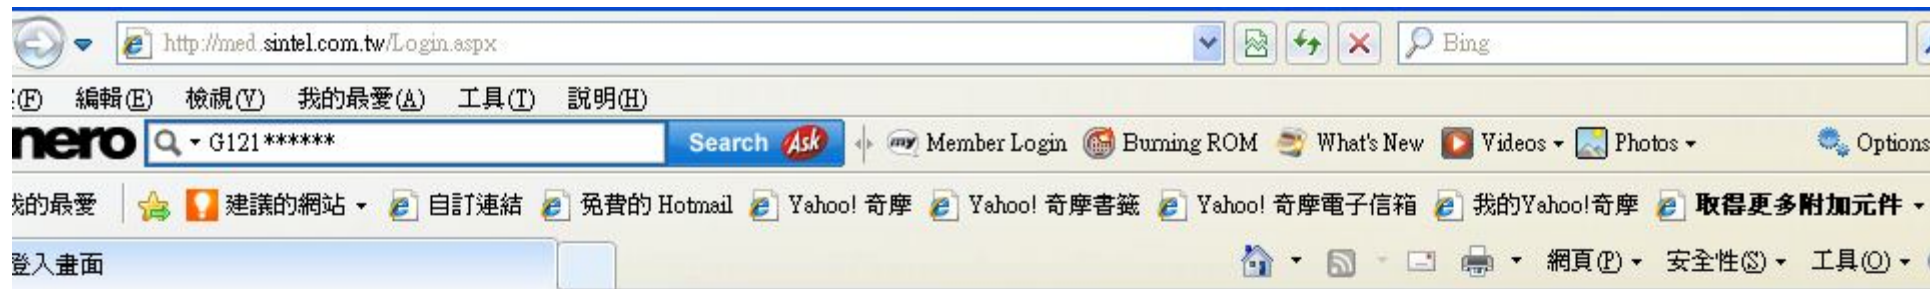 http://med.sintel.com.tw/Login.aspx Bing
(F) 編輯(E) 檢視(V) 我的最愛(A) 工具(T) 說明(H)
nero G121****** Search Ask my Member Login Burning ROM What's New Videos Photos Options
我的最愛 建議的網站 自訂連結 免費的 Hotmail Yahoo! 奇摩 Yahoo! 奇摩書籤 Yahoo! 奇摩電子信箱 我的Yahoo!奇摩 取得更多附加元件
登入畫面 網頁(P) 安全性(S) 工具(O)